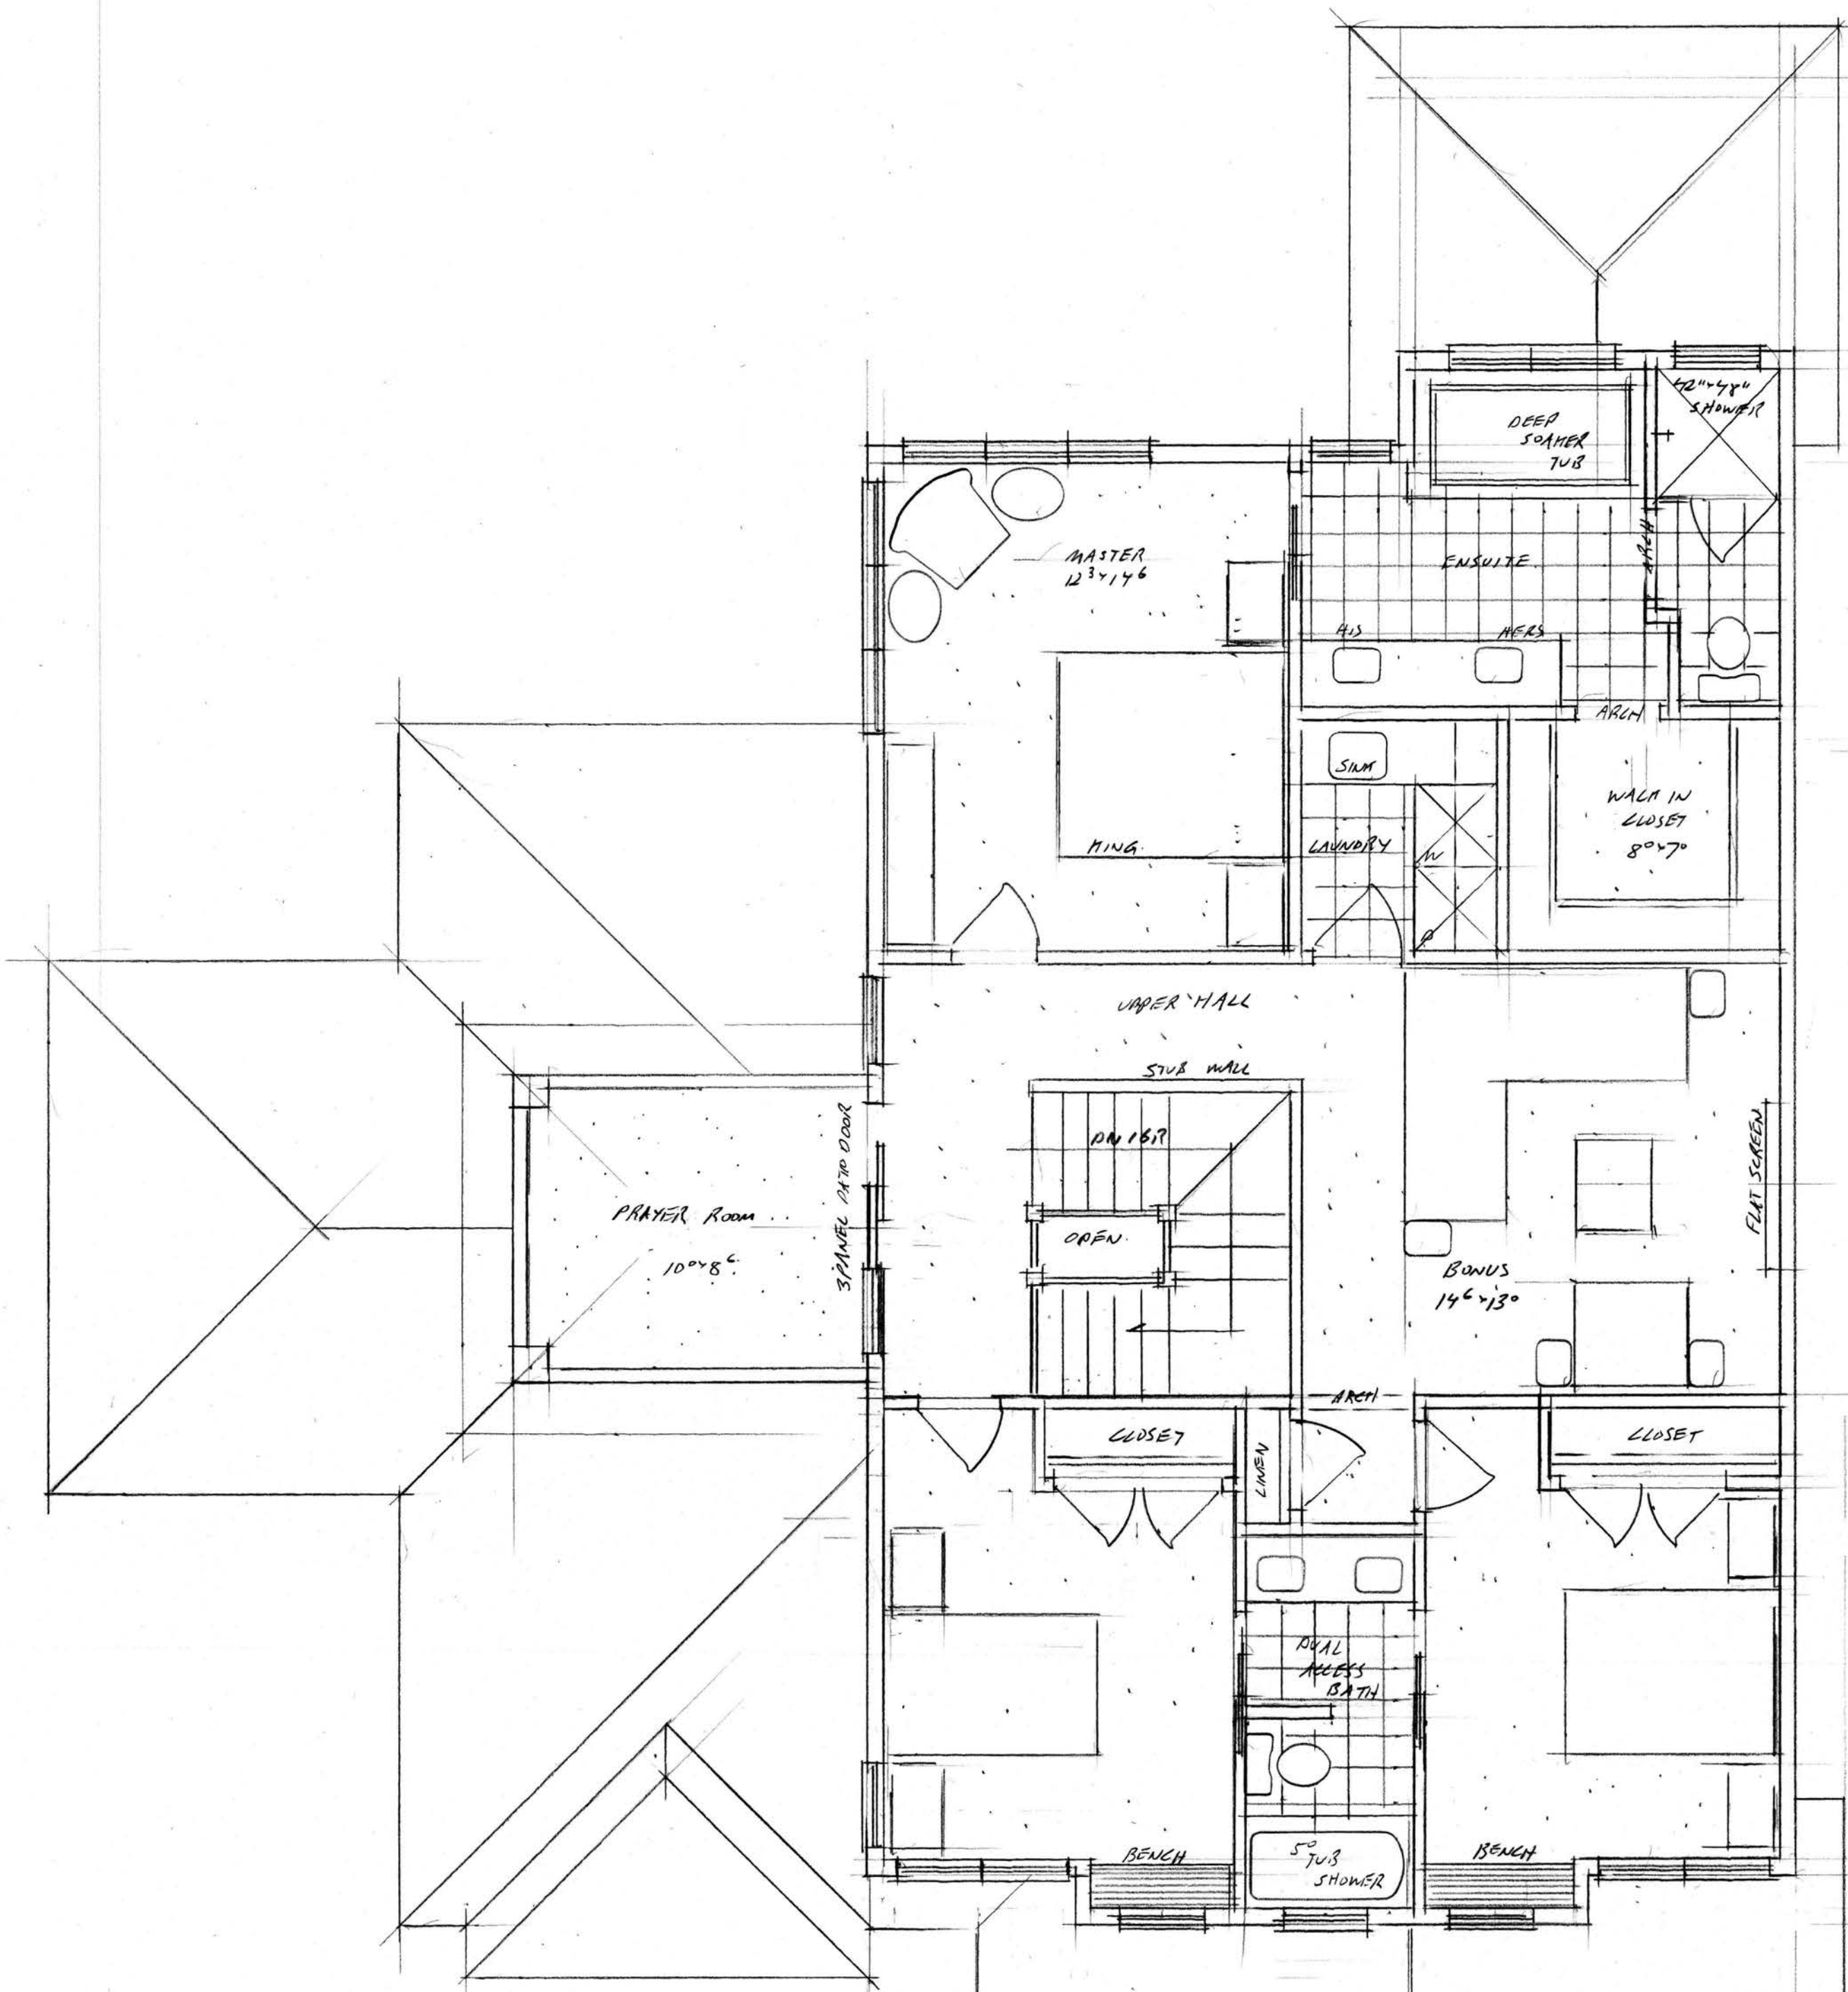 42"x48"
SHOWER
DEEP
SOAKER
TUB
MASTER
12³x14⁶
ENSUITE
ARCH
HIS
HERS
ARCH
SINK
WALK IN
CLOSET
8⁰x7⁰
KING
LAUNDRY
W
D
UPPER HALL
STUB WALL
DN 16R
3 PANEL PATIO DOOR
FLAT SCREEN
PRAYER ROOM
10⁰x8⁶
OPEN
BONUS
14⁶x13⁰
ARCH
CLOSET
LINEN
CLOSET
DUAL
ACCESS
BATH
BENCH
5⁰
TUB
SHOWER
BENCH